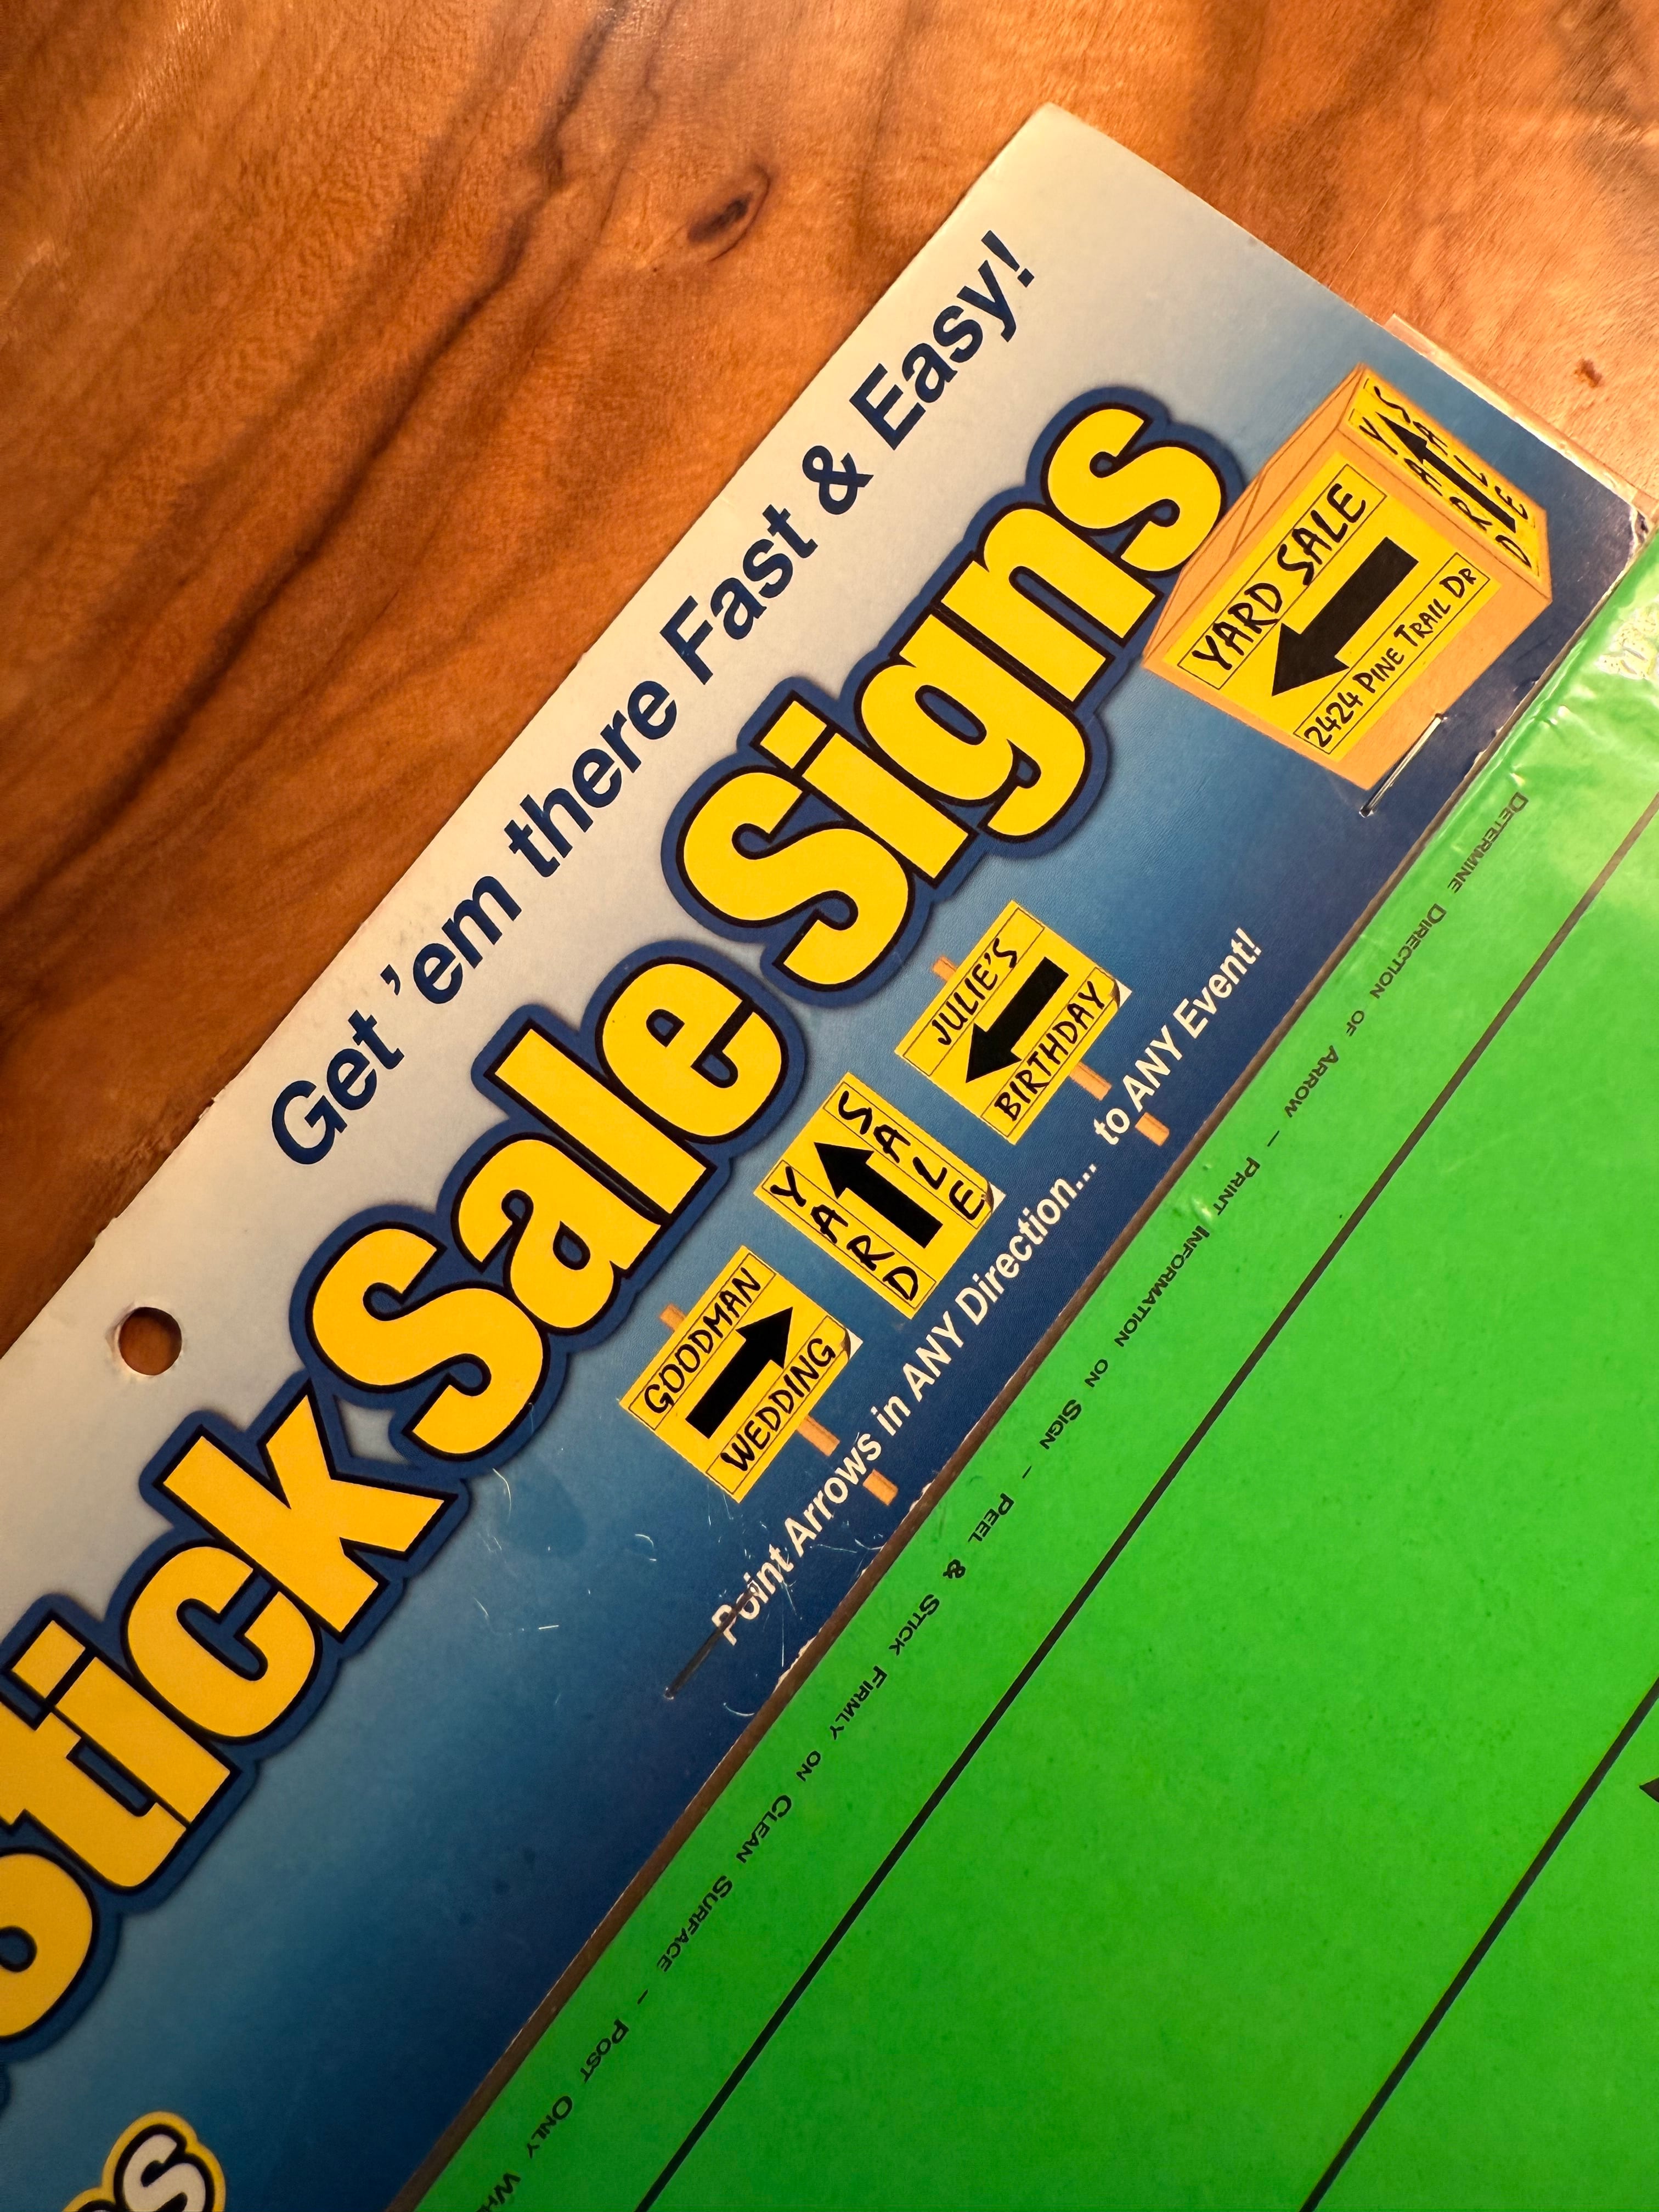 Get 'em there Fast & Easy!
Stick Sale Signs
YARD SALE
2424 PINE TRAIL DR
YARD
SALE
JULIE'S
BIRTHDAY
YARD
SALE
GOODMAN
WEDDING
Point Arrows in ANY Direction... to ANY Event!
DETERMINE DIRECTION OF ARROW – PRINT INFORMATION ON SIGN – PEEL & STICK FIRMLY ON CLEAN SURFACE – POST ONLY